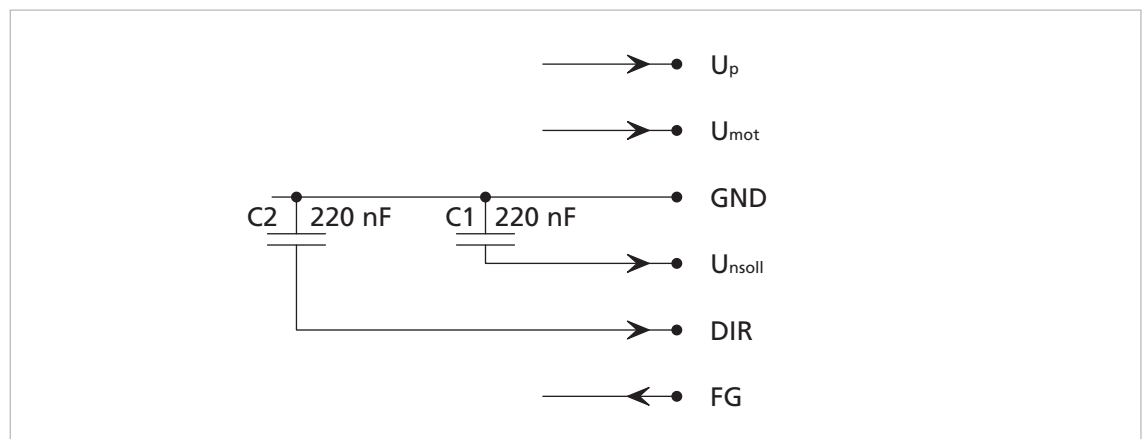 Up
Umot
GND
C2 220 nF C1 220 nF
Unsoll
DIR
FG